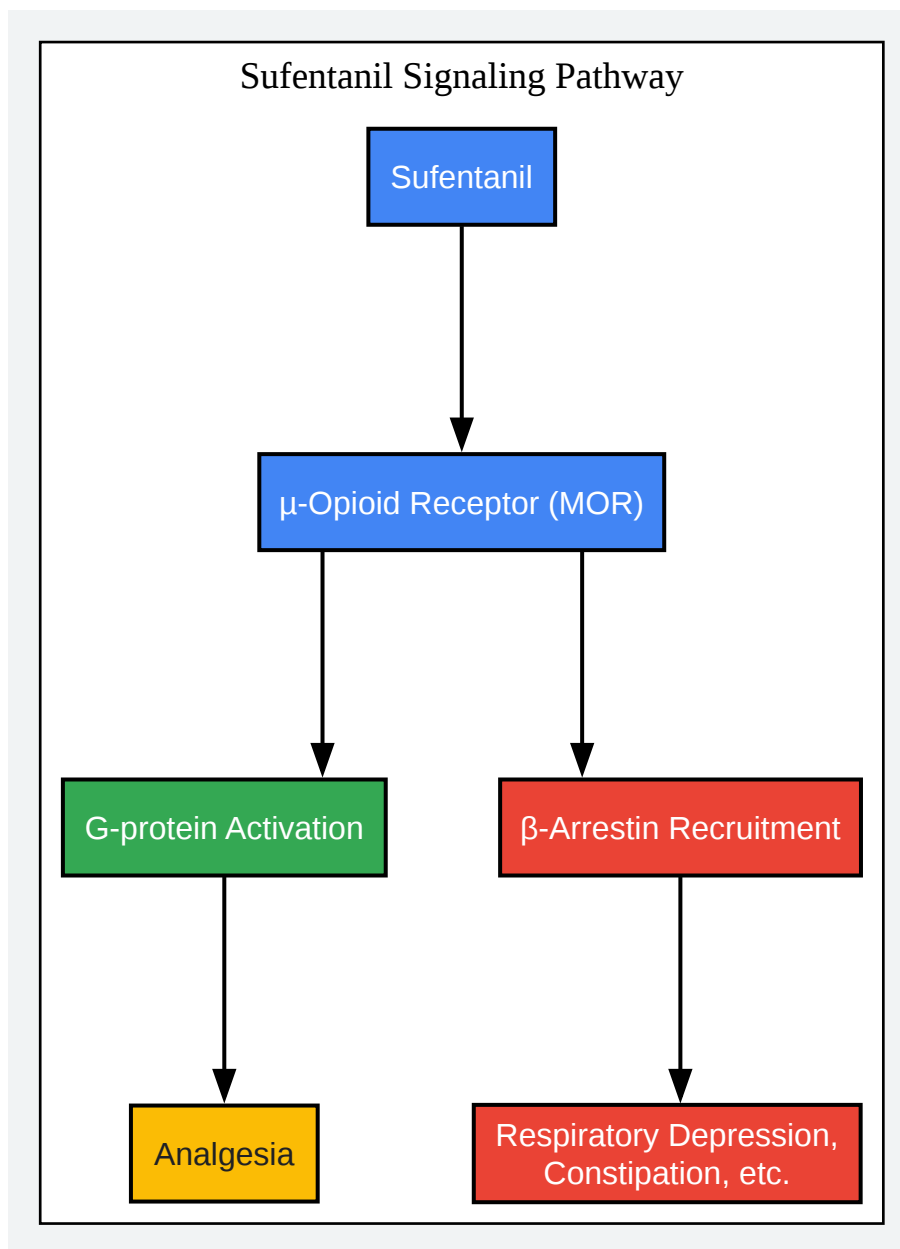 Sufentanil Signaling Pathway
Sufentanil
µ-Opioid Receptor (MOR)
G-protein Activation
β-Arrestin Recruitment
Analgesia
Respiratory Depression,
Constipation, etc.